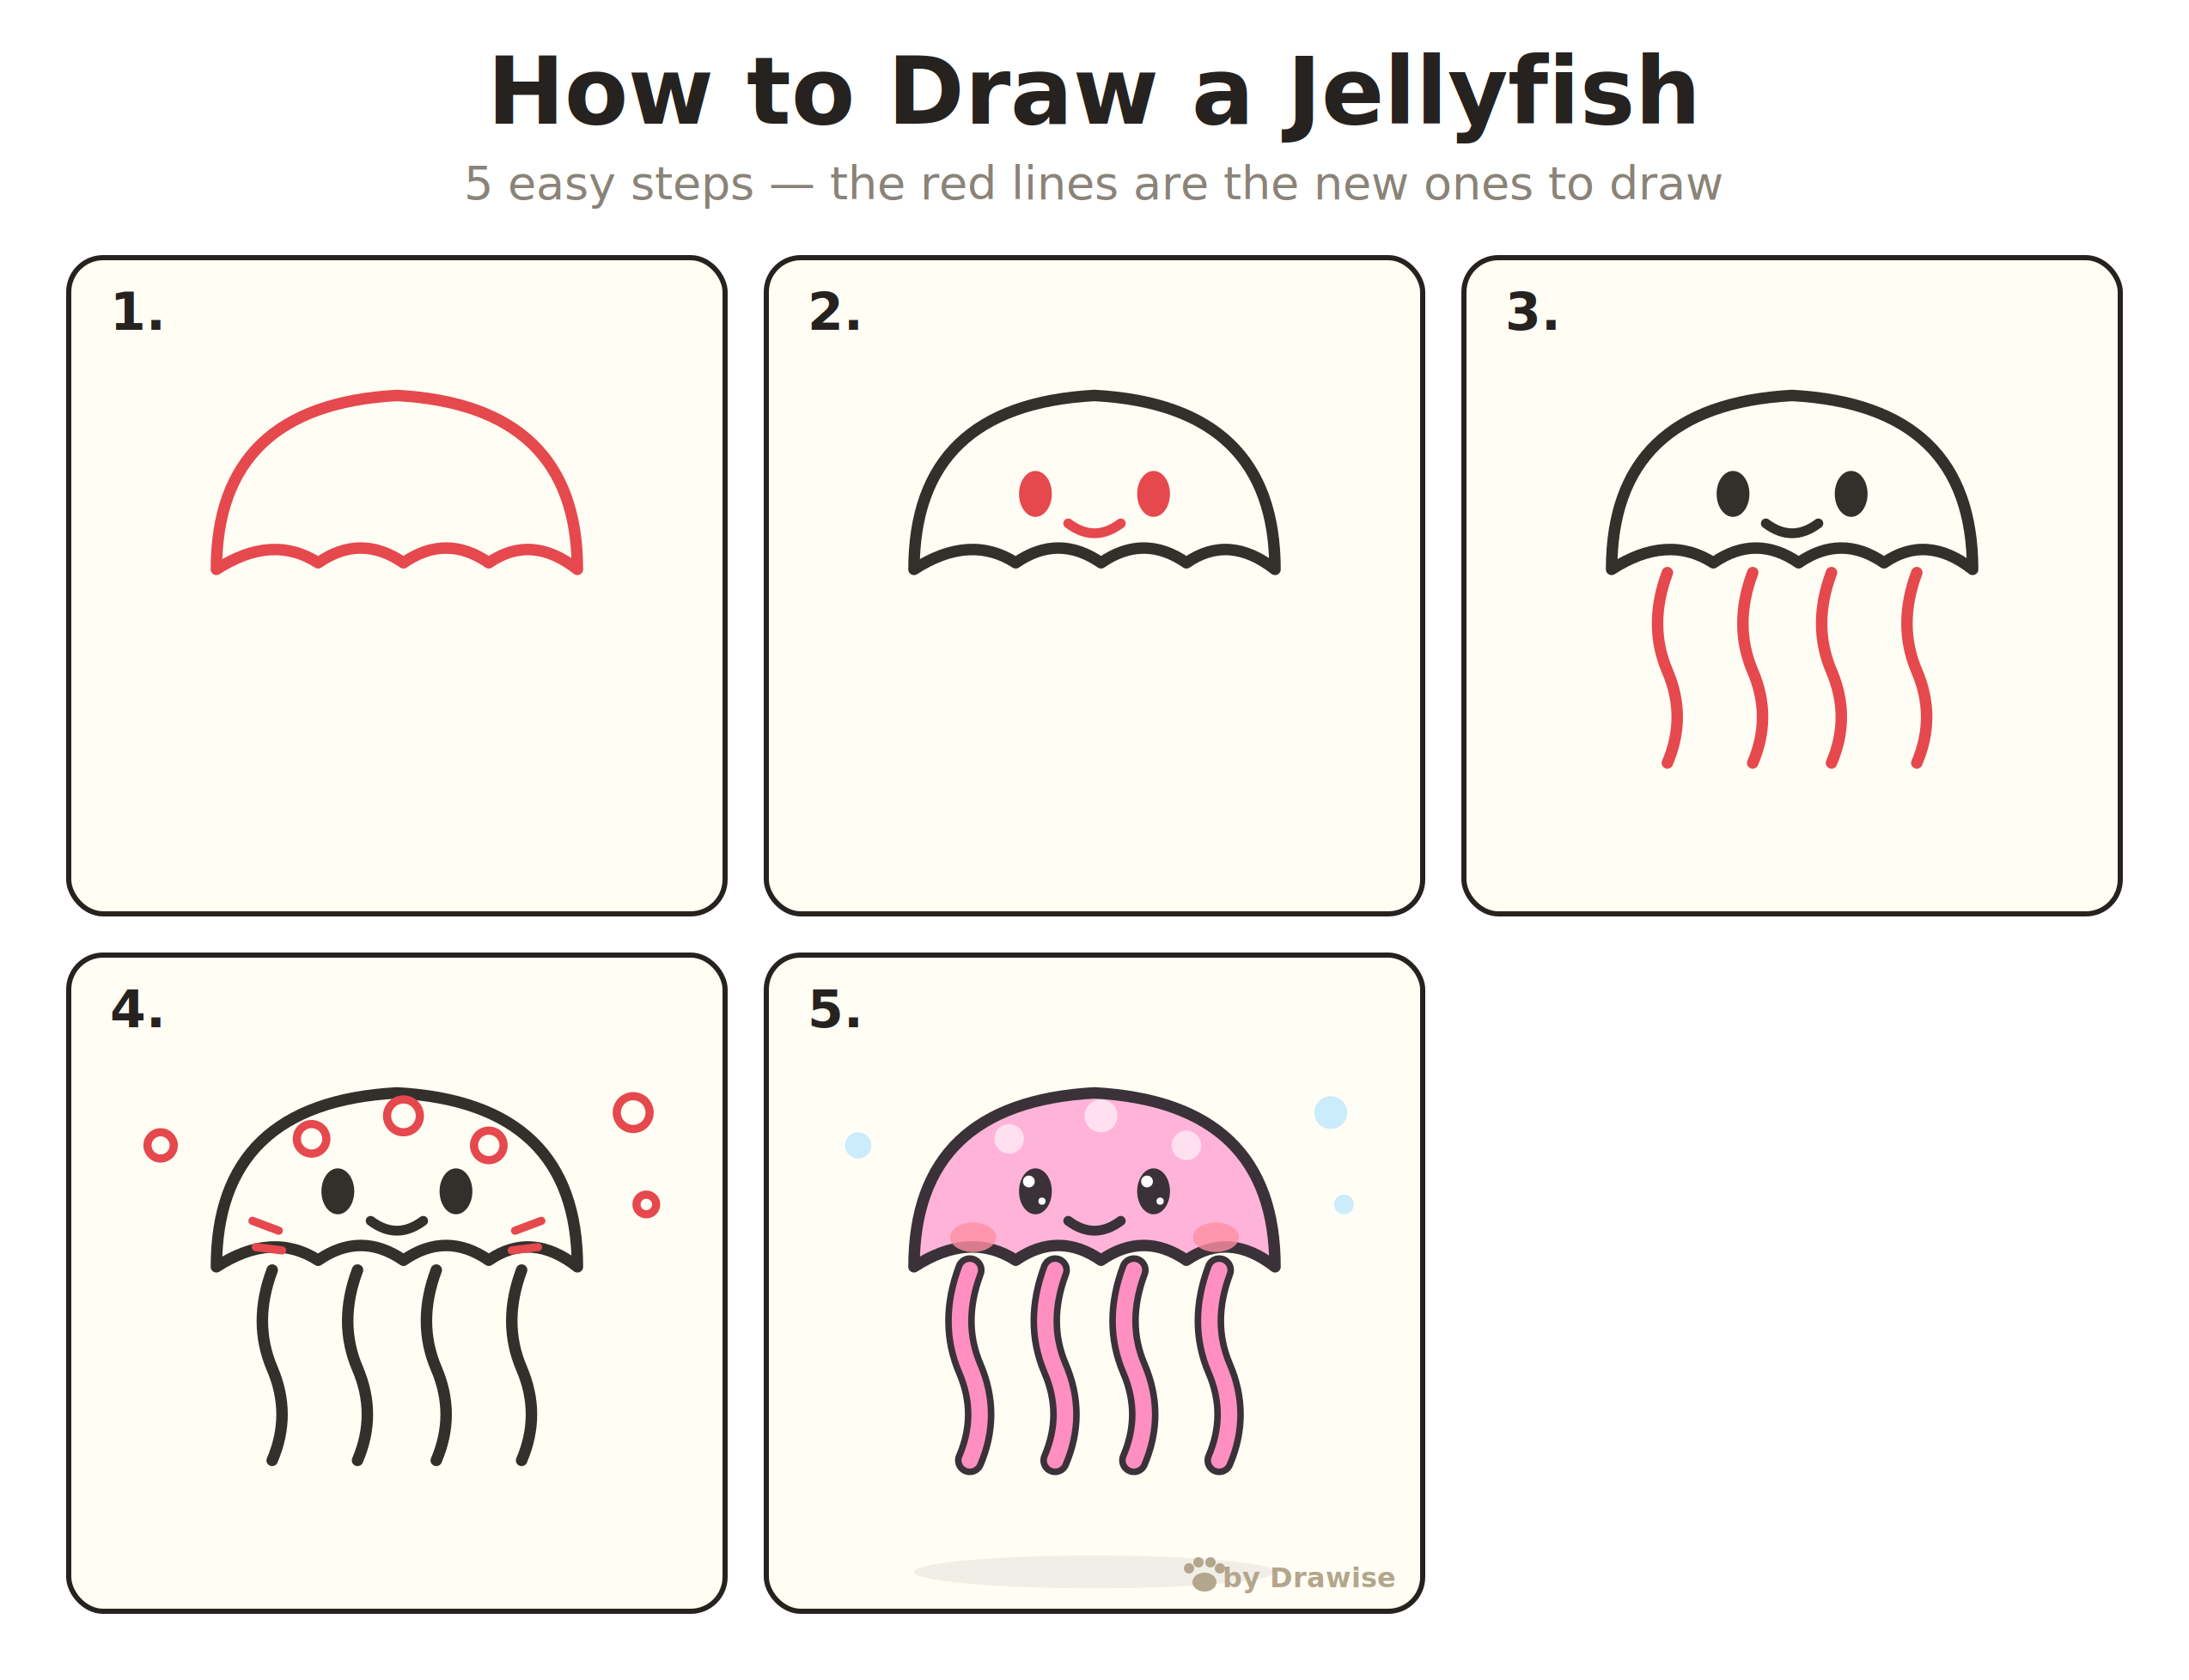 How to Draw a Jellyfish
5 easy steps — the red lines are the new ones to draw
1.
2.
3.
4.
5.
by Drawise